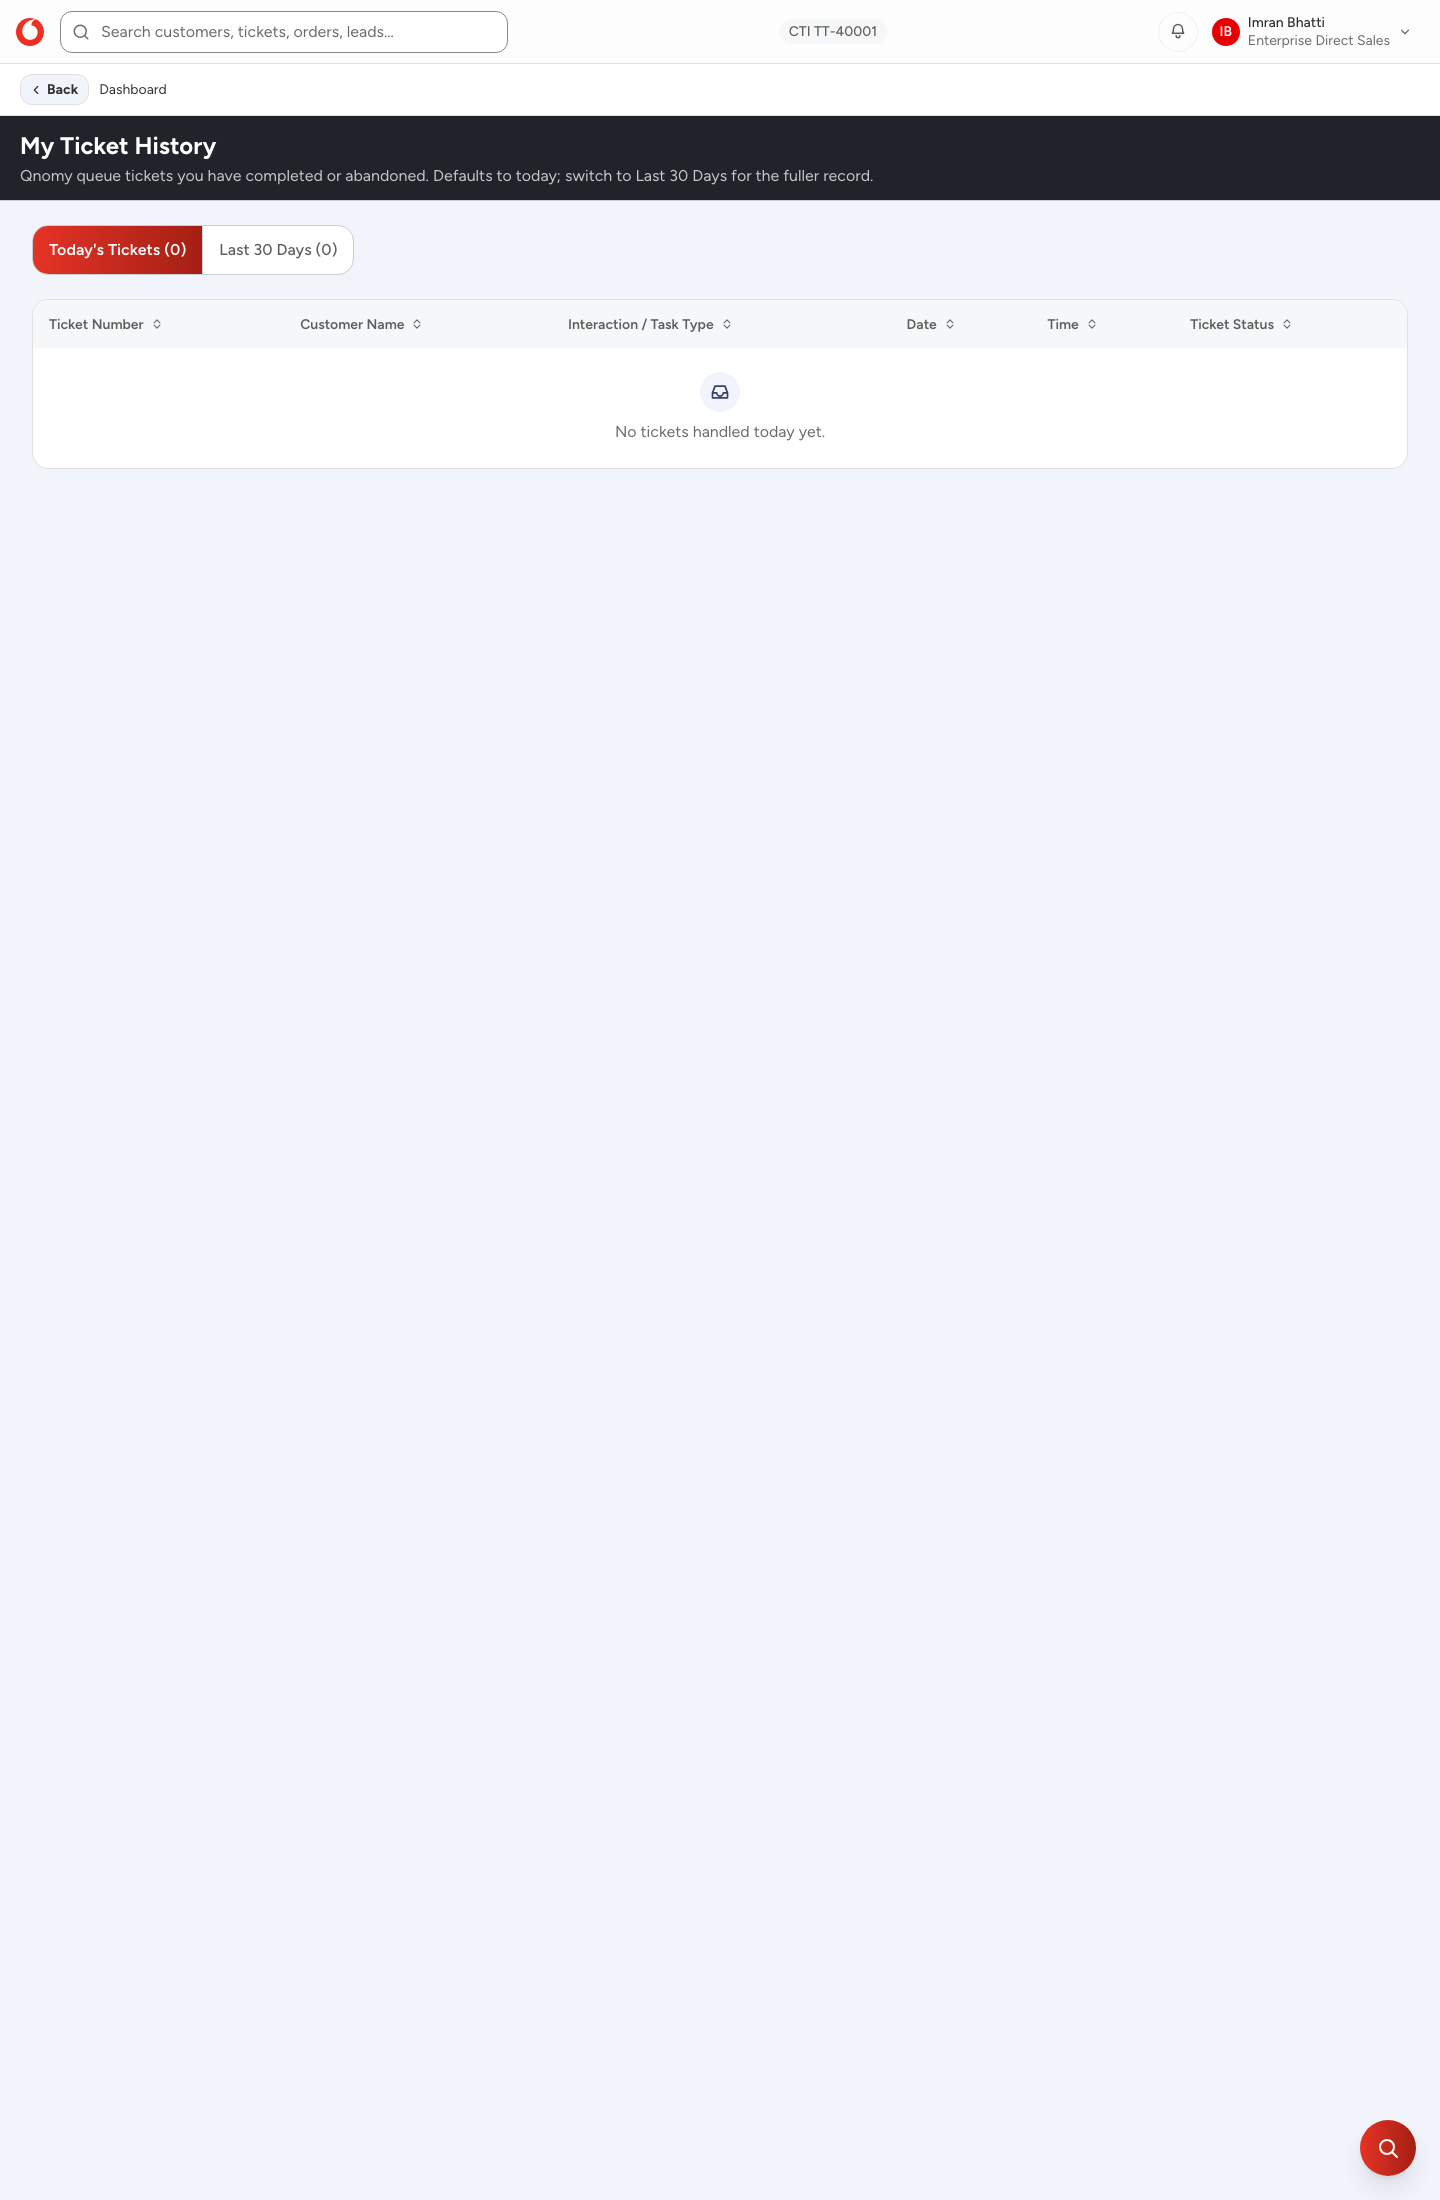 Search customers, tickets, orders, leads...
CTI TT-40001
IB
Imran Bhatti
Enterprise Direct Sales
Back
Dashboard
My Ticket History
Qnomy queue tickets you have completed or abandoned. Defaults to today; switch to Last 30 Days for the fuller record.
Today's Tickets (0)
Last 30 Days (0)
Ticket Number
Customer Name
Interaction / Task Type
Date
Time
Ticket Status
No tickets handled today yet.